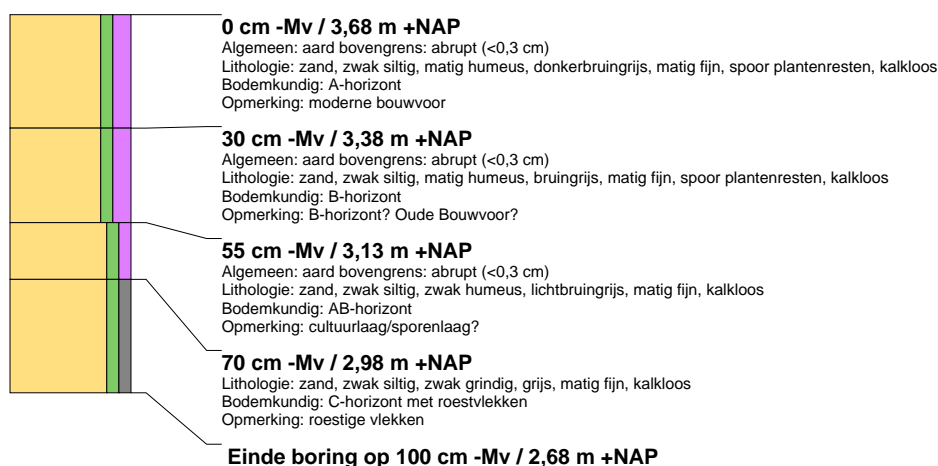 0 cm -Mv / 3,68 m +NAP
Algemeen: aard bovengrens: abrupt (<0,3 cm)
Lithologie: zand, zwak siltig, matig humeus, donkerbruingrijs, matig fijn, spoor plantenresten, kalkloos
Bodemkundig: A-horizont
Opmerking: moderne bouwvoor
30 cm -Mv / 3,38 m +NAP
Algemeen: aard bovengrens: abrupt (<0,3 cm)
Lithologie: zand, zwak siltig, matig humeus, bruingrijs, matig fijn, spoor plantenresten, kalkloos
Bodemkundig: B-horizont
Opmerking: B-horizont? Oude Bouwvoor?
55 cm -Mv / 3,13 m +NAP
Algemeen: aard bovengrens: abrupt (<0,3 cm)
Lithologie: zand, zwak siltig, zwak humeus, lichtbruingrijs, matig fijn, kalkloos
Bodemkundig: AB-horizont
Opmerking: cultuurlaag/sporenlaag?
70 cm -Mv / 2,98 m +NAP
Lithologie: zand, zwak siltig, zwak grindig, grijs, matig fijn, kalkloos
Bodemkundig: C-horizont met roestvlekken
Opmerking: roestige vlekken
Einde boring op 100 cm -Mv / 2,68 m +NAP